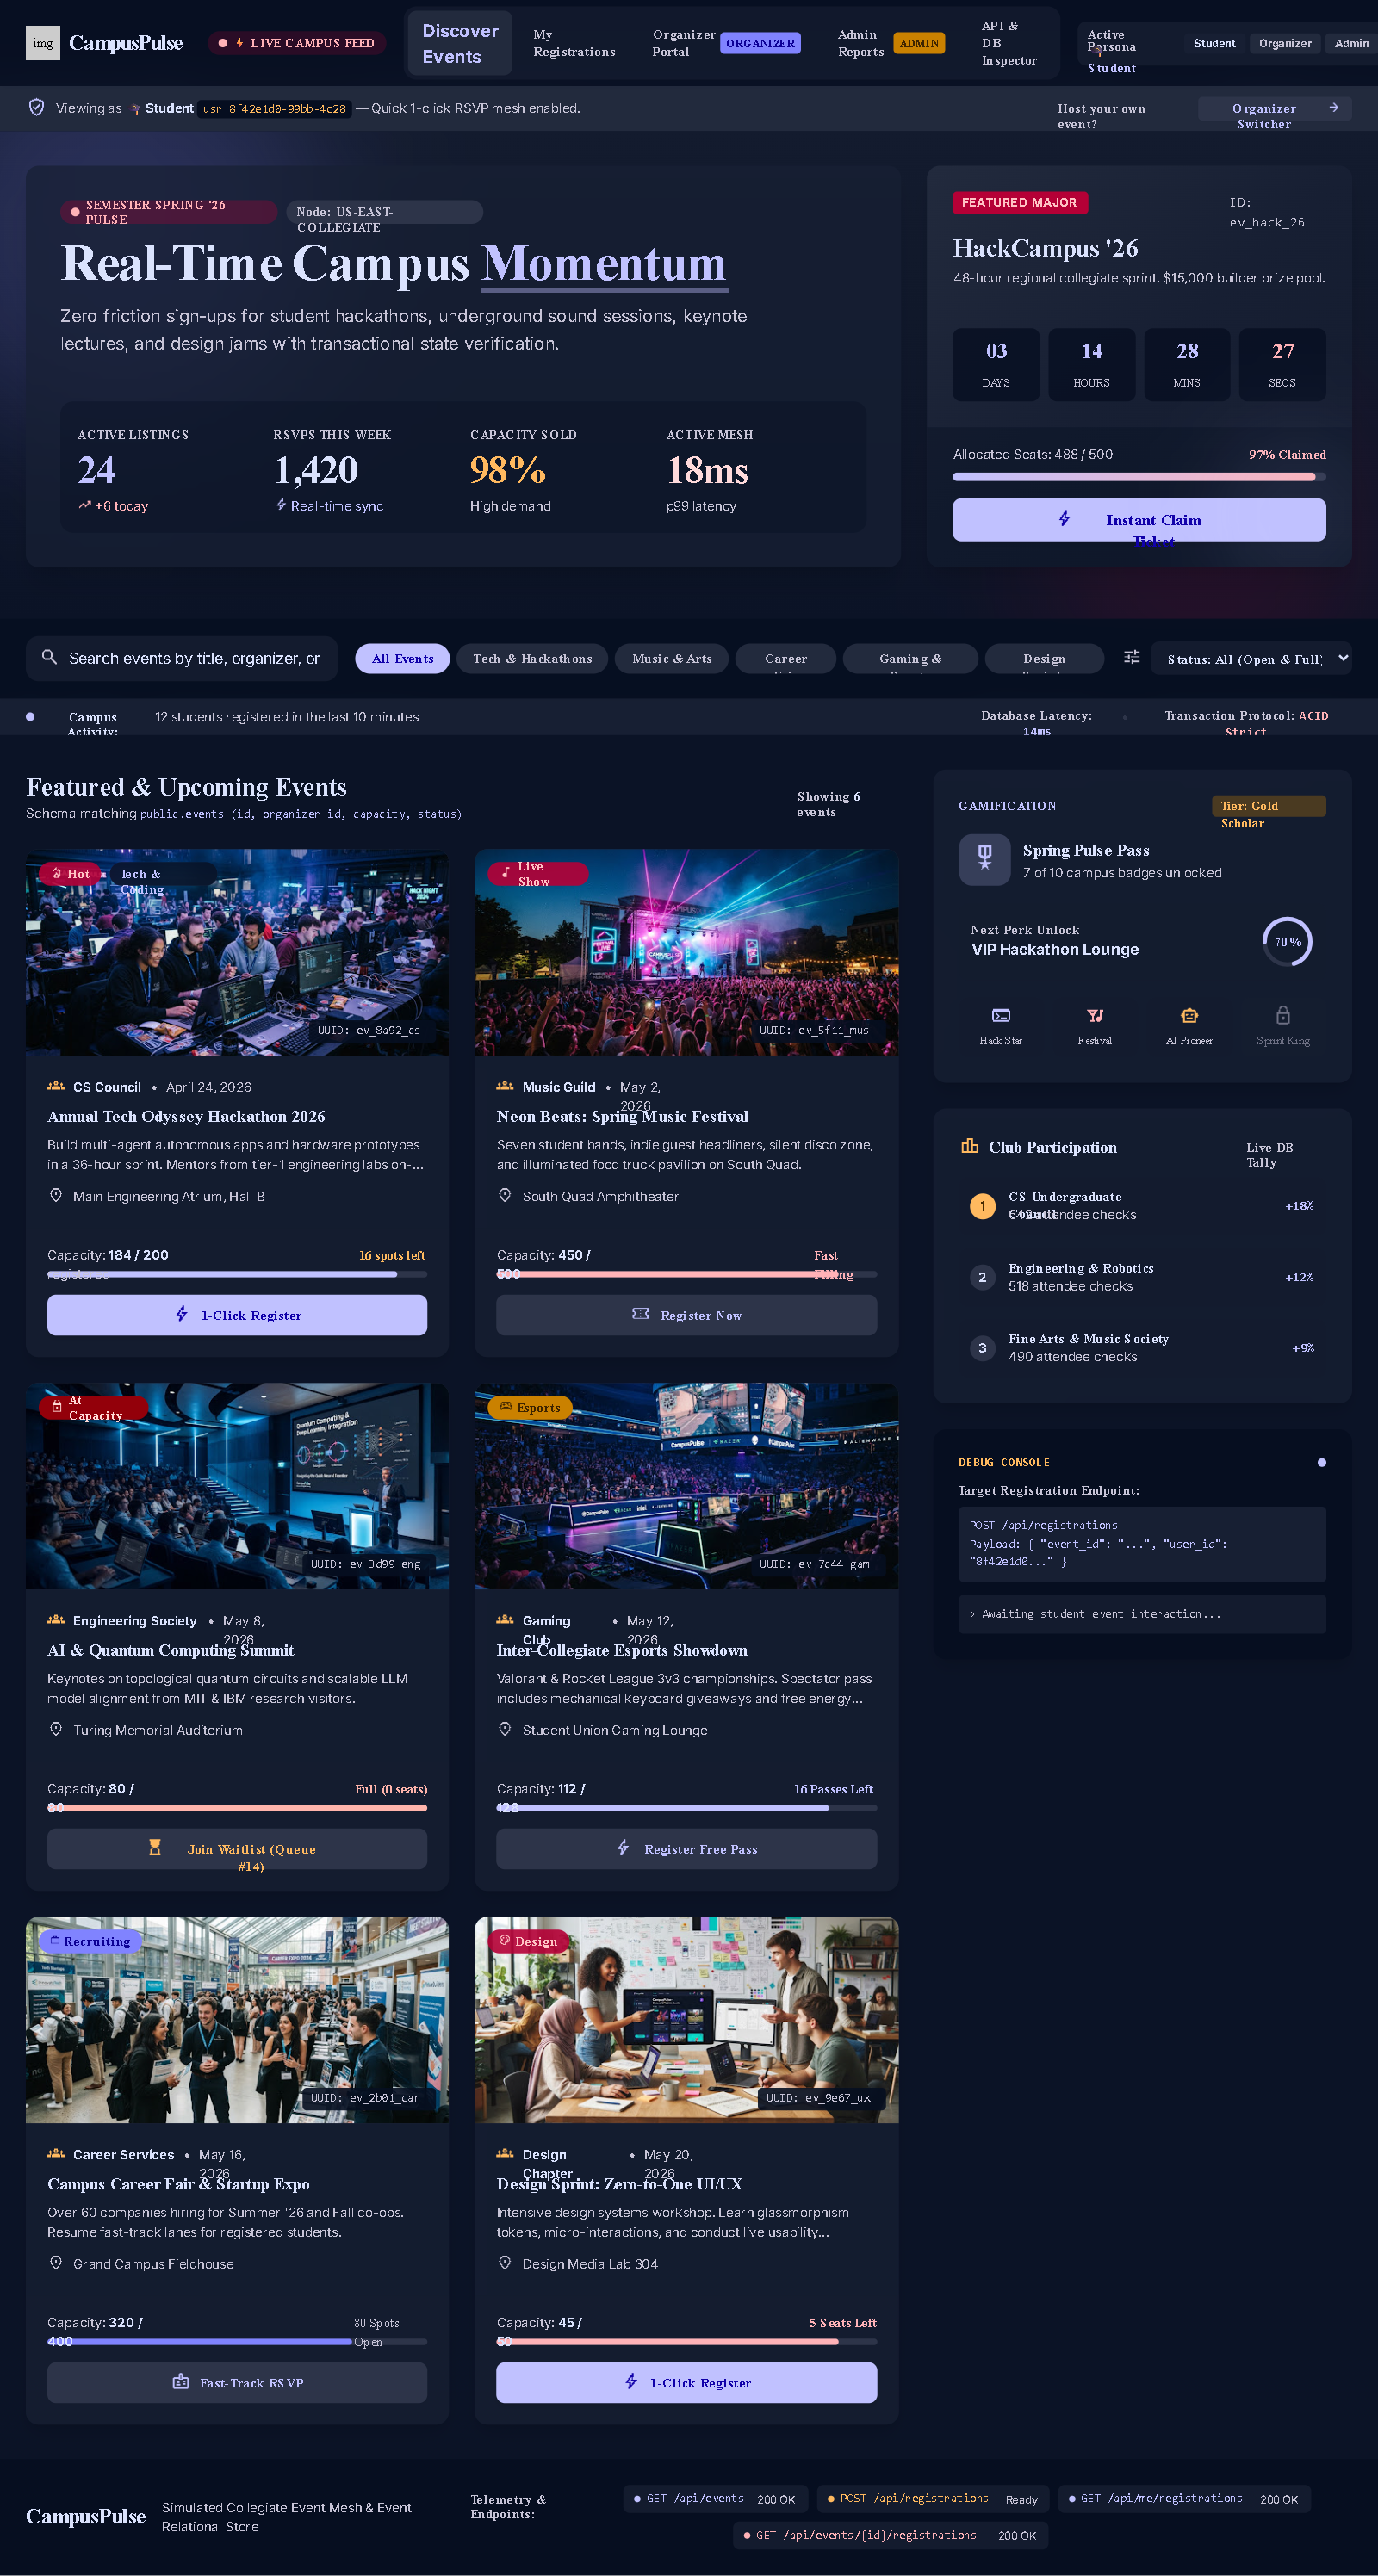 img
CampusPulse
LIVE CAMPUS FEED
Discover
Events
My
Registrations
Organizer
Portal
ORGANIZER
Admin
Reports
ADMIN
API &
DB
Inspector
Active
Persona
Student
Student
Organizer
Admin
Viewing as Student usr_8f42e1d0-99bb-4c28 — Quick 1-click RSVP mesh enabled.
Host your own
event?
Organizer
Switcher
SEMESTER SPRING '26
PULSE
Node: US-EAST-
COLLEGIATE
Real-Time Campus Momentum
Zero friction sign-ups for student hackathons, underground sound sessions, keynote
lectures, and design jams with transactional state verification.
ACTIVE LISTINGS
24
+6 today
RSVPS THIS WEEK
1,420
Real-time sync
CAPACITY SOLD
98%
High demand
ACTIVE MESH
18ms
p99 latency
FEATURED MAJOR
ID:
ev_hack_26
HackCampus '26
48-hour regional collegiate sprint. $15,000 builder prize pool.
03
DAYS
14
HOURS
28
MINS
27
SECS
Allocated Seats: 488 / 500
97% Claimed
Instant Claim
Ticket
Search events by title, organizer, or
All Events
Tech & Hackathons
Music & Arts
Career
Gaming &
Design
Status: All (Open & Full)
Campus
Activity:
12 students registered in the last 10 minutes
Database Latency:
14ms
Transaction Protocol: ACID
Strict
Featured & Upcoming Events
Schema matching public.events (id, organizer_id, capacity, status)
Showing 6
events
Hot
Tech &
Coding
HACK NIGHT
2024
UUID: ev_8a92_cs
CS Council • April 24, 2026
Annual Tech Odyssey Hackathon 2026
Build multi-agent autonomous apps and hardware prototypes
in a 36-hour sprint. Mentors from tier-1 engineering labs on-...
Main Engineering Atrium, Hall B
Capacity: 184 / 200
registered
16 spots left
1-Click Register
Live
Show
UUID: ev_5f11_mus
Music Guild • May 2,
2026
Neon Beats: Spring Music Festival
Seven student bands, indie guest headliners, silent disco zone,
and illuminated food truck pavilion on South Quad.
South Quad Amphitheater
Capacity: 450 /
500
Fast
Filling
Register Now
At
Capacity
Quantum Computing &
Deep Learning Integration
UUID: ev_3d99_eng
Engineering Society • May 8,
2026
AI & Quantum Computing Summit
Keynotes on topological quantum circuits and scalable LLM
model alignment from MIT & IBM research visitors.
Turing Memorial Auditorium
Capacity: 80 /
80
Full (0 seats)
Join Waitlist (Queue
#14)
Esports
CampusPulse
RAZER
CampusPulse
ALIENWARE
CampusPulse
RAZER
intel
UUID: ev_7c44_gam
Gaming
Club
• May 12,
2026
Inter-Collegiate Esports Showdown
Valorant & Rocket League 3v3 championships. Spectator pass
includes mechanical keyboard giveaways and free energy...
Student Union Gaming Lounge
Capacity: 112 /
128
16 Passes Left
Register Free Pass
Recruiting
UUID: ev_2b01_car
Career Services • May 16,
2026
Campus Career Fair & Startup Expo
Over 60 companies hiring for Summer '26 and Fall co-ops.
Resume fast-track lanes for registered students.
Grand Campus Fieldhouse
Capacity: 320 /
400
80 Spots
Open
Fast-Track RSVP
Design
UUID: ev_9e67_ux
Design
Chapter
• May 20,
2026
Design Sprint: Zero-to-One UI/UX
Intensive design systems workshop. Learn glassmorphism
tokens, micro-interactions, and conduct live usability...
Design Media Lab 304
Capacity: 45 /
50
5 Seats Left
1-Click Register
GAMIFICATION
Tier: Gold
Scholar
Spring Pulse Pass
7 of 10 campus badges unlocked
Next Perk Unlock
VIP Hackathon Lounge
70%
Hack Star
Festival
AI Pioneer
Sprint King
Club Participation
Live DB
Tally
1
CS Undergraduate
Council
attendee checks
+18%
2
Engineering & Robotics
518 attendee checks
+12%
3
Fine Arts & Music Society
490 attendee checks
+9%
DEBUG CONSOLE
Target Registration Endpoint:
POST /api/registrations
Payload: { "event_id": "...", "user_id":
"8f42e1d0..." }
> Awaiting student event interaction...
CampusPulse
Simulated Collegiate Event Mesh & Event
Relational Store
Telemetry &
Endpoints:
GET /api/events 200 OK
POST /api/registrations Ready
GET /api/me/registrations 200 OK
GET /api/events/{id}/registrations 200 OK